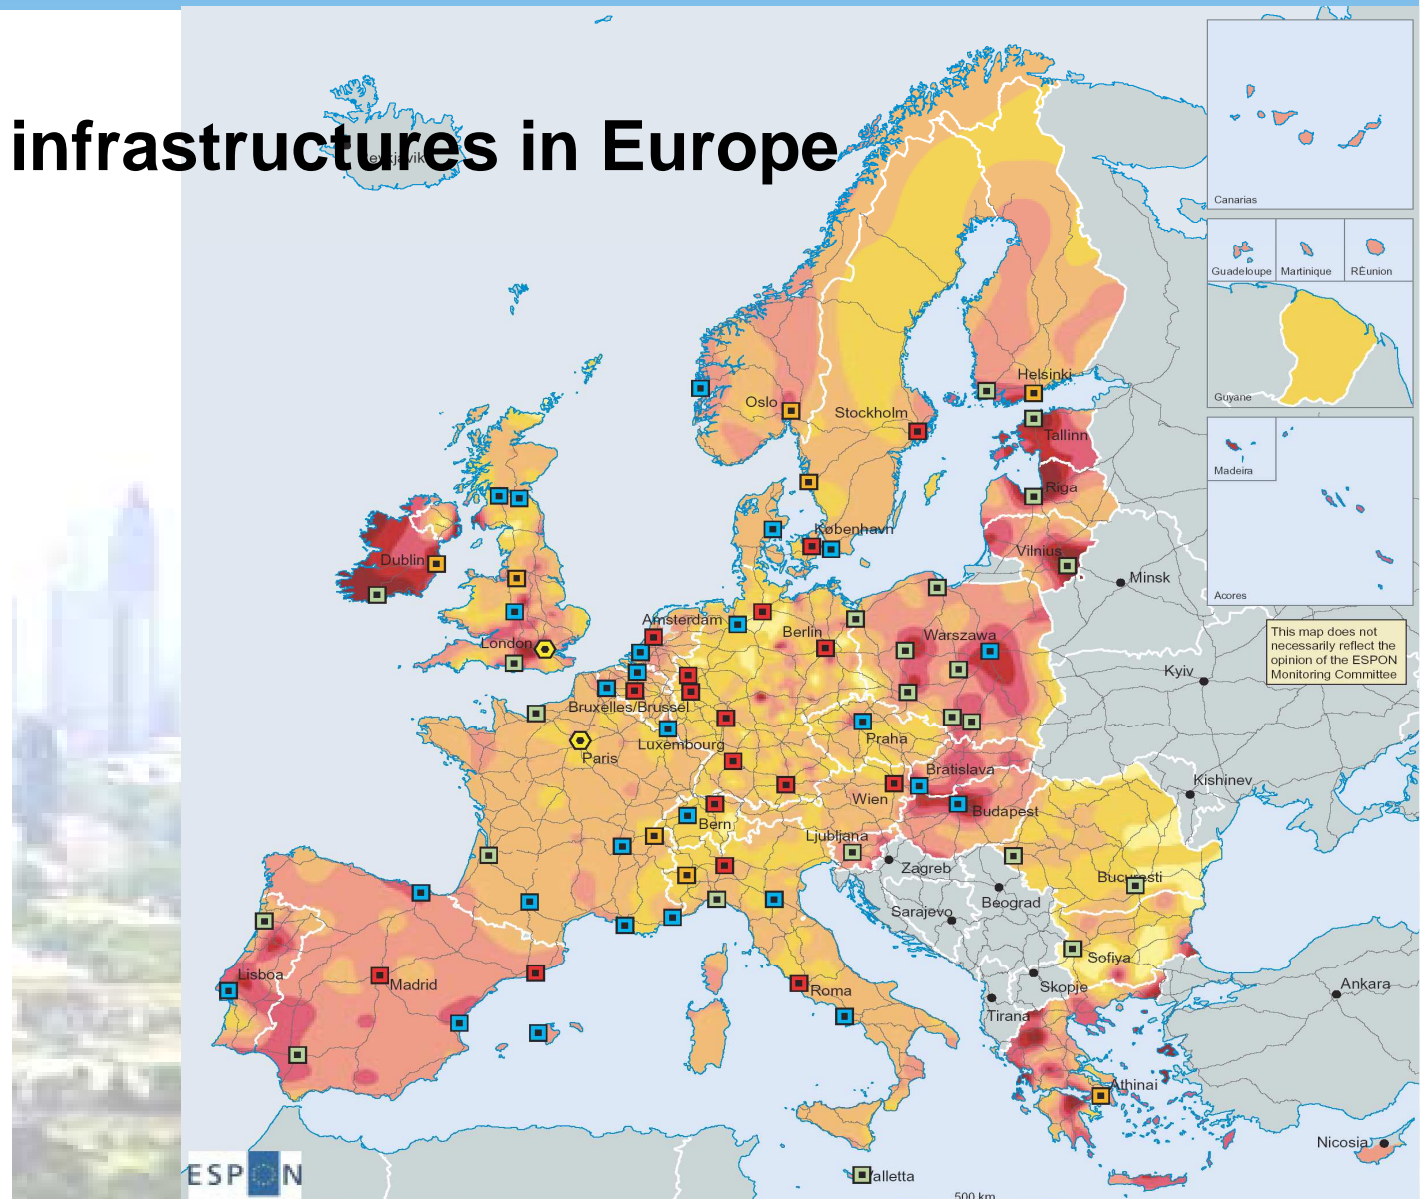 infrastructures in Europe
Canarias
Guadeloupe
Martinique
RÉunion
Guyane
Madeira
Acores
Helsinki
Oslo
Stockholm
Tallinn
Riga
København
Vilnius
Dublin
Minsk
Amsterdam
Berlin
Warszawa
London
This map does not
necessarily reflect the
opinion of the ESPON
Monitoring Committee
Kyiv
Bruxelles/Brussel
Luxembourg
Praha
Paris
Bratislava
Kishinev
Wien
Budapest
Bern
Ljubljana
Zagreb
Bucuresti
Beograd
Sarajevo
Sofiya
Lisboa
Madrid
Roma
Skopje
Ankara
Tirana
Athinai
Nicosia
ESPON
Valletta
500 km